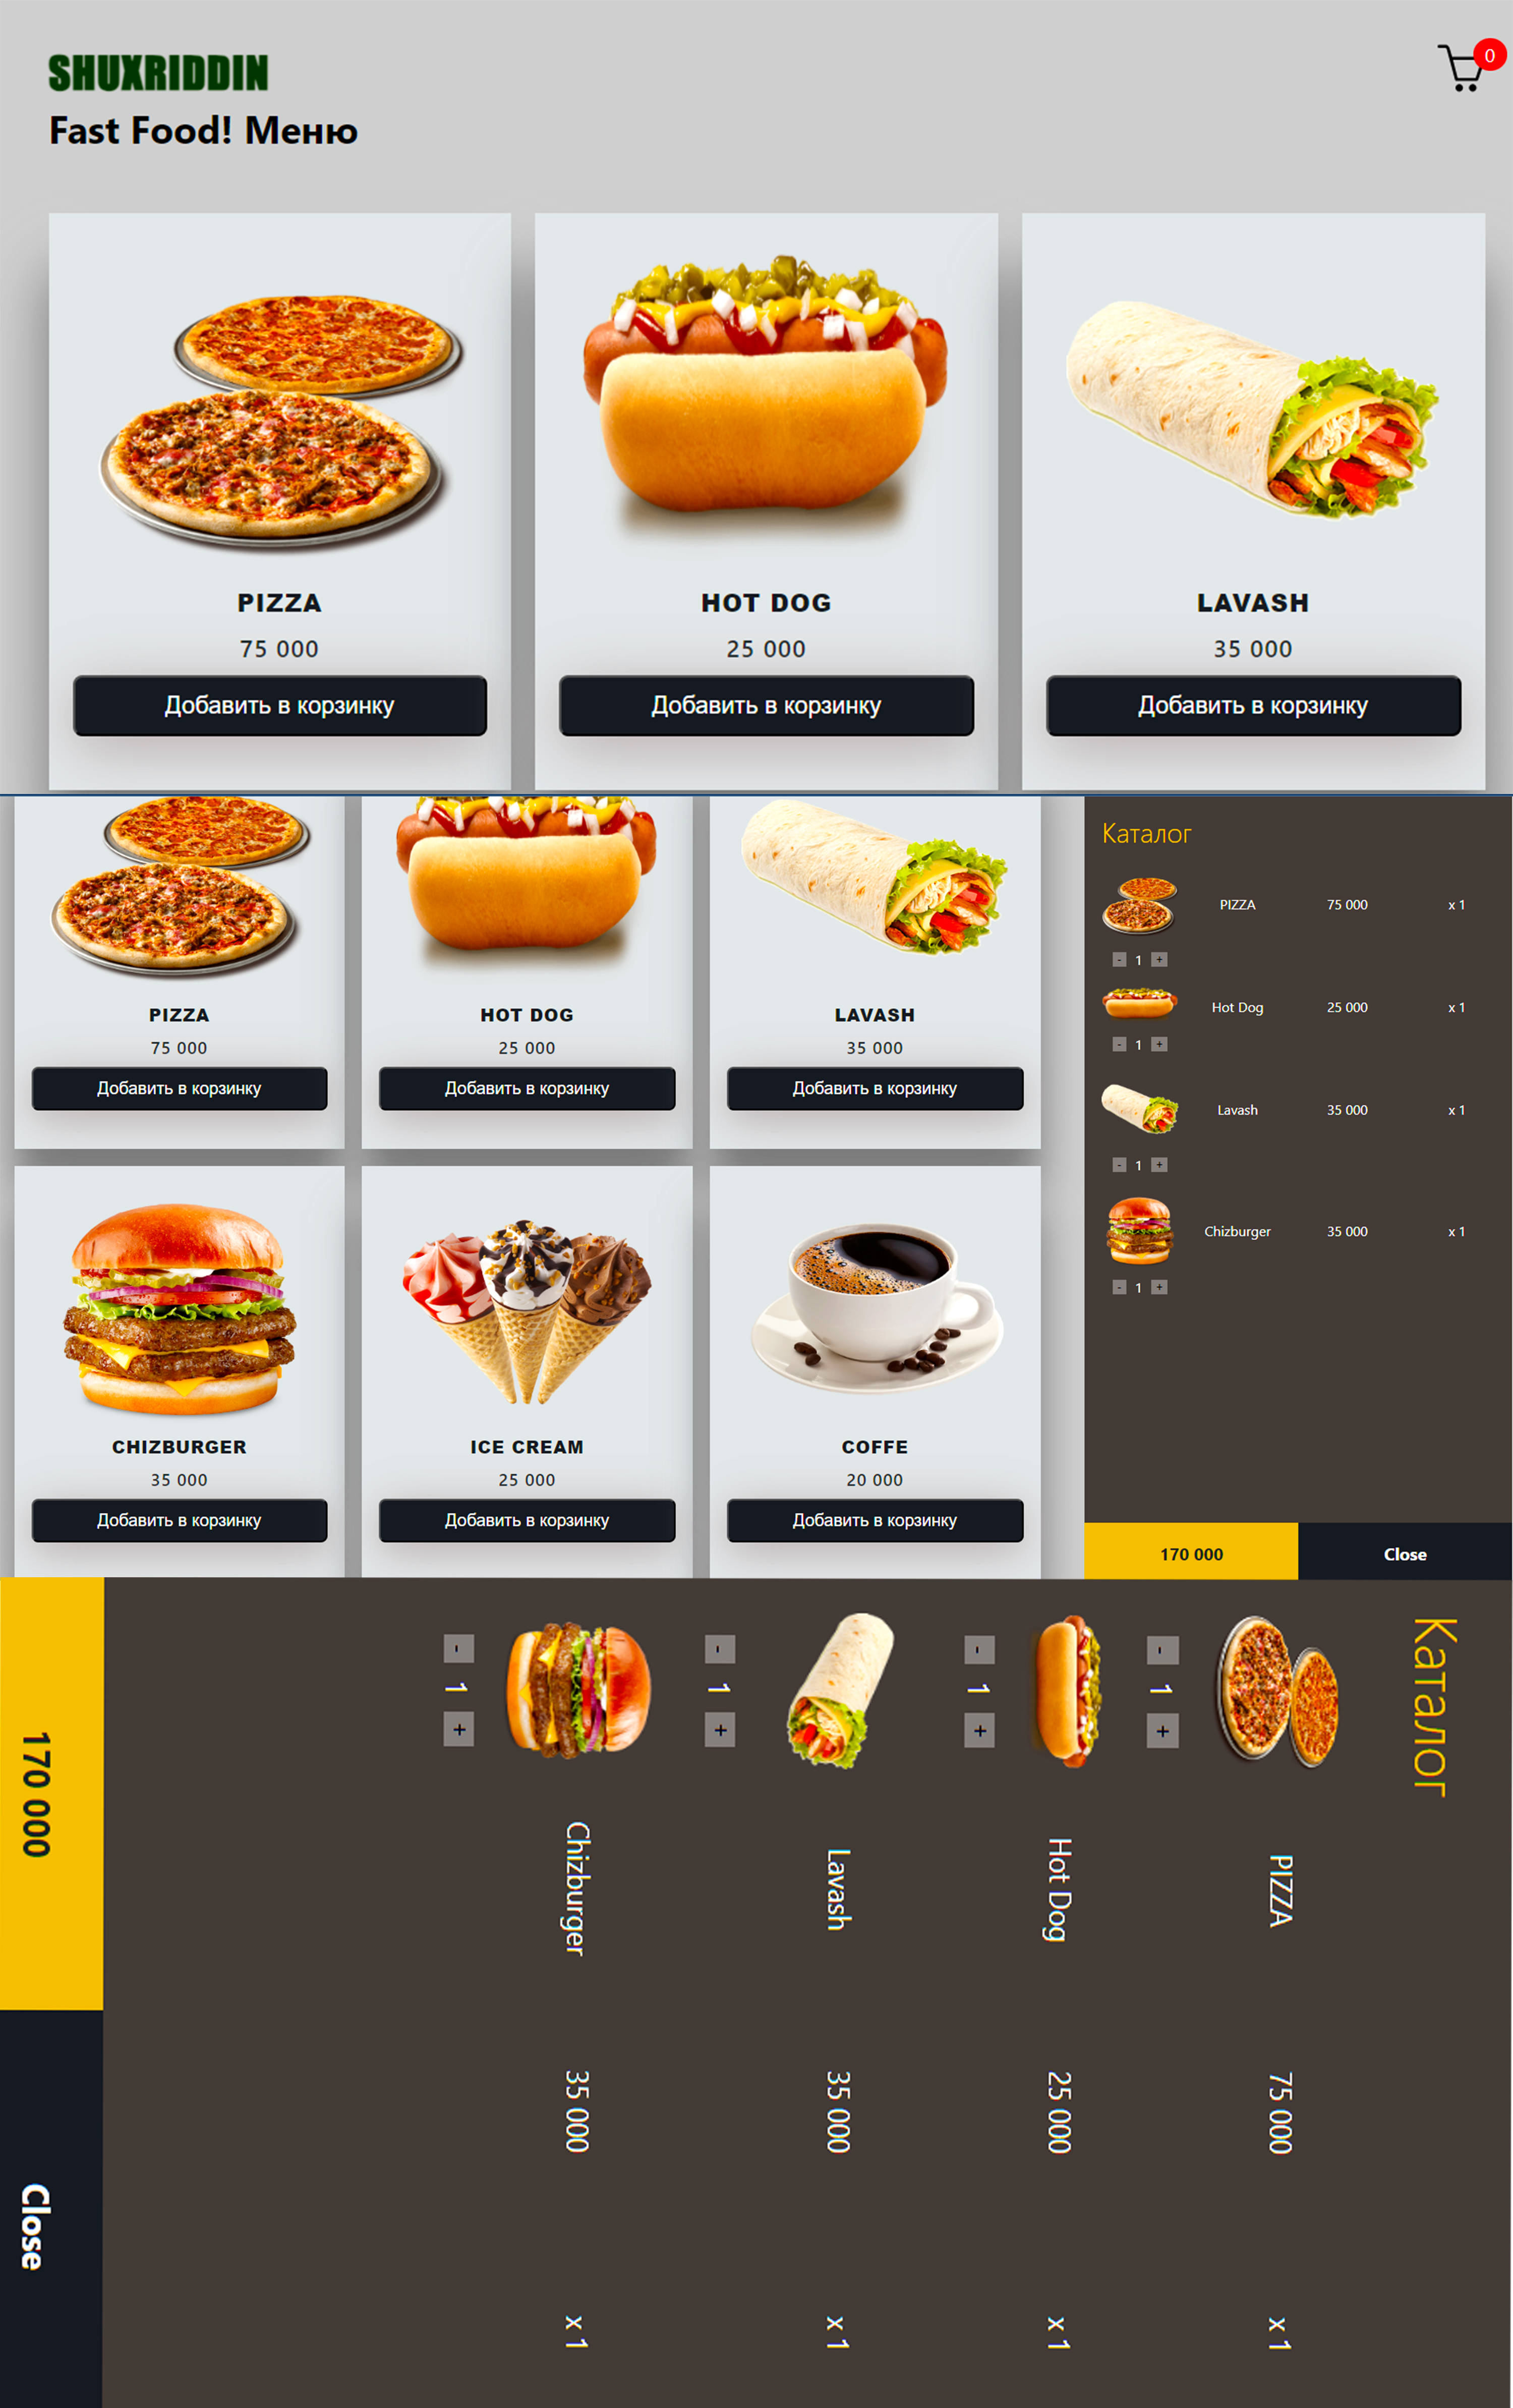 SHUXRIDDIN
0
Fast Food! Меню
PIZZA
75 000
Добавить в корзинку
HOT DOG
25 000
Добавить в корзинку
LAVASH
35 000
Добавить в корзинку
PIZZA
75 000
Добавить в корзинку
HOT DOG
25 000
Добавить в корзинку
LAVASH
35 000
Добавить в корзинку
CHIZBURGER
35 000
Добавить в корзинку
ICE CREAM
25 000
Добавить в корзинку
COFFE
20 000
Добавить в корзинку
Каталог
PIZZA 75 000 x 1
- 1 +
Hot Dog 25 000 x 1
- 1 +
Lavash 35 000 x 1
- 1 +
Chizburger 35 000 x 1
- 1 +
170 000 Close
Каталог
PIZZA 75 000 x 1
- 1 +
Hot Dog 25 000 x 1
- 1 +
Lavash 35 000 x 1
- 1 +
Chizburger 35 000 x 1
- 1 +
170 000 Close